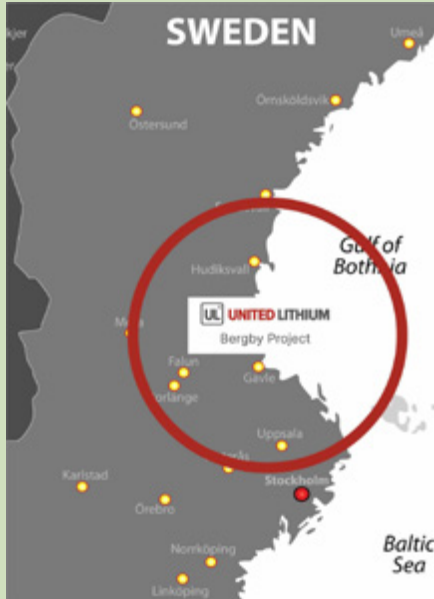 SWEDEN
Umeå
Örnsköldsvik
Östersund
Gulf of
Bothnia
Hudiksvall
UL UNITED LITHIUM
Bergby Project
Falun
Gävle
Uppsala
Stockholm
Karlstad
Örebro
Norrköping
Linköping
Baltic
Sea